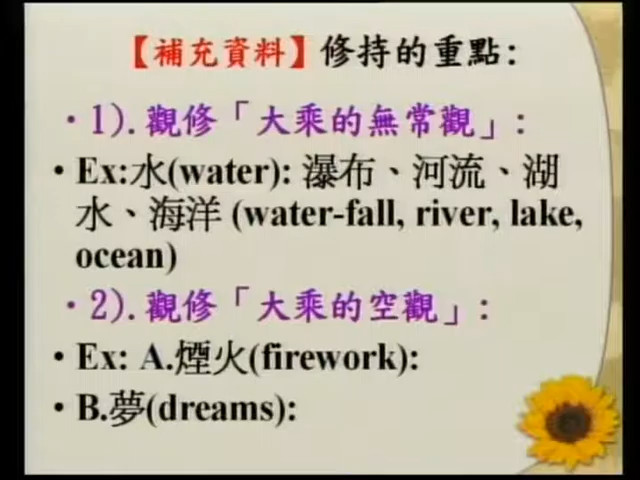 【補充資料】修持的重點:
• 1).觀修「大乘的無常觀」:
• Ex:水(water): 瀑布、河流、湖
水、海洋 (water-fall, river, lake,
ocean)
• 2).觀修「大乘的空觀」:
• Ex: A.煙火(firework):
• B.夢(dreams):